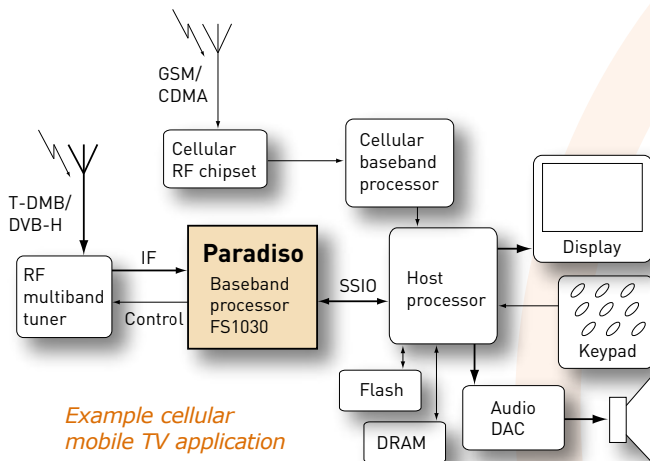 GSM/
CDMA
Cellular
RF chipset
Cellular
baseband
processor
T-DMB/
DVB-H
RF
multiband
tuner
IF
Control
Paradiso
Baseband
processor
FS1030
SSIO
Host
processor
Display
Keypad
Flash
DRAM
Audio
DAC
Example cellular
mobile TV application